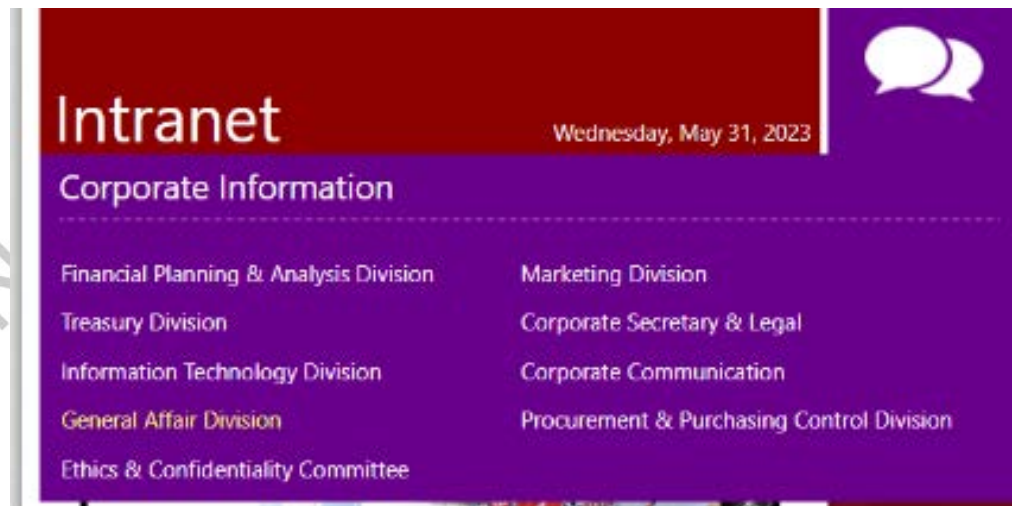 Intranet
Wednesday, May 31, 2023
Corporate Information
Financial Planning & Analysis Division
Marketing Division
Treasury Division
Corporate Secretary & Legal
Information Technology Division
Corporate Communication
General Affair Division
Procurement & Purchasing Control Division
Ethics & Confidentiality Committee